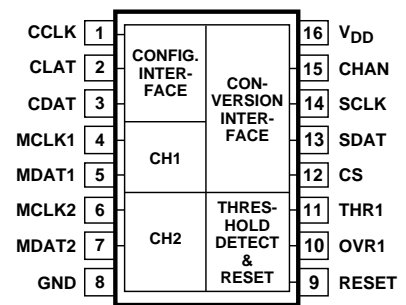 CCLK 1
CLAT 2
CDAT 3
MCLK1 4
MDAT1 5
MCLK2 6
MDAT2 7
GND 8
CONFIG.
INTER-
FACE
CH1
CH2
CON-
VERSION
INTER-
FACE
THRES-
HOLD
DETECT
&
RESET
16 VDD
15 CHAN
14 SCLK
13 SDAT
12 CS
11 THR1
10 OVR1
9 RESET